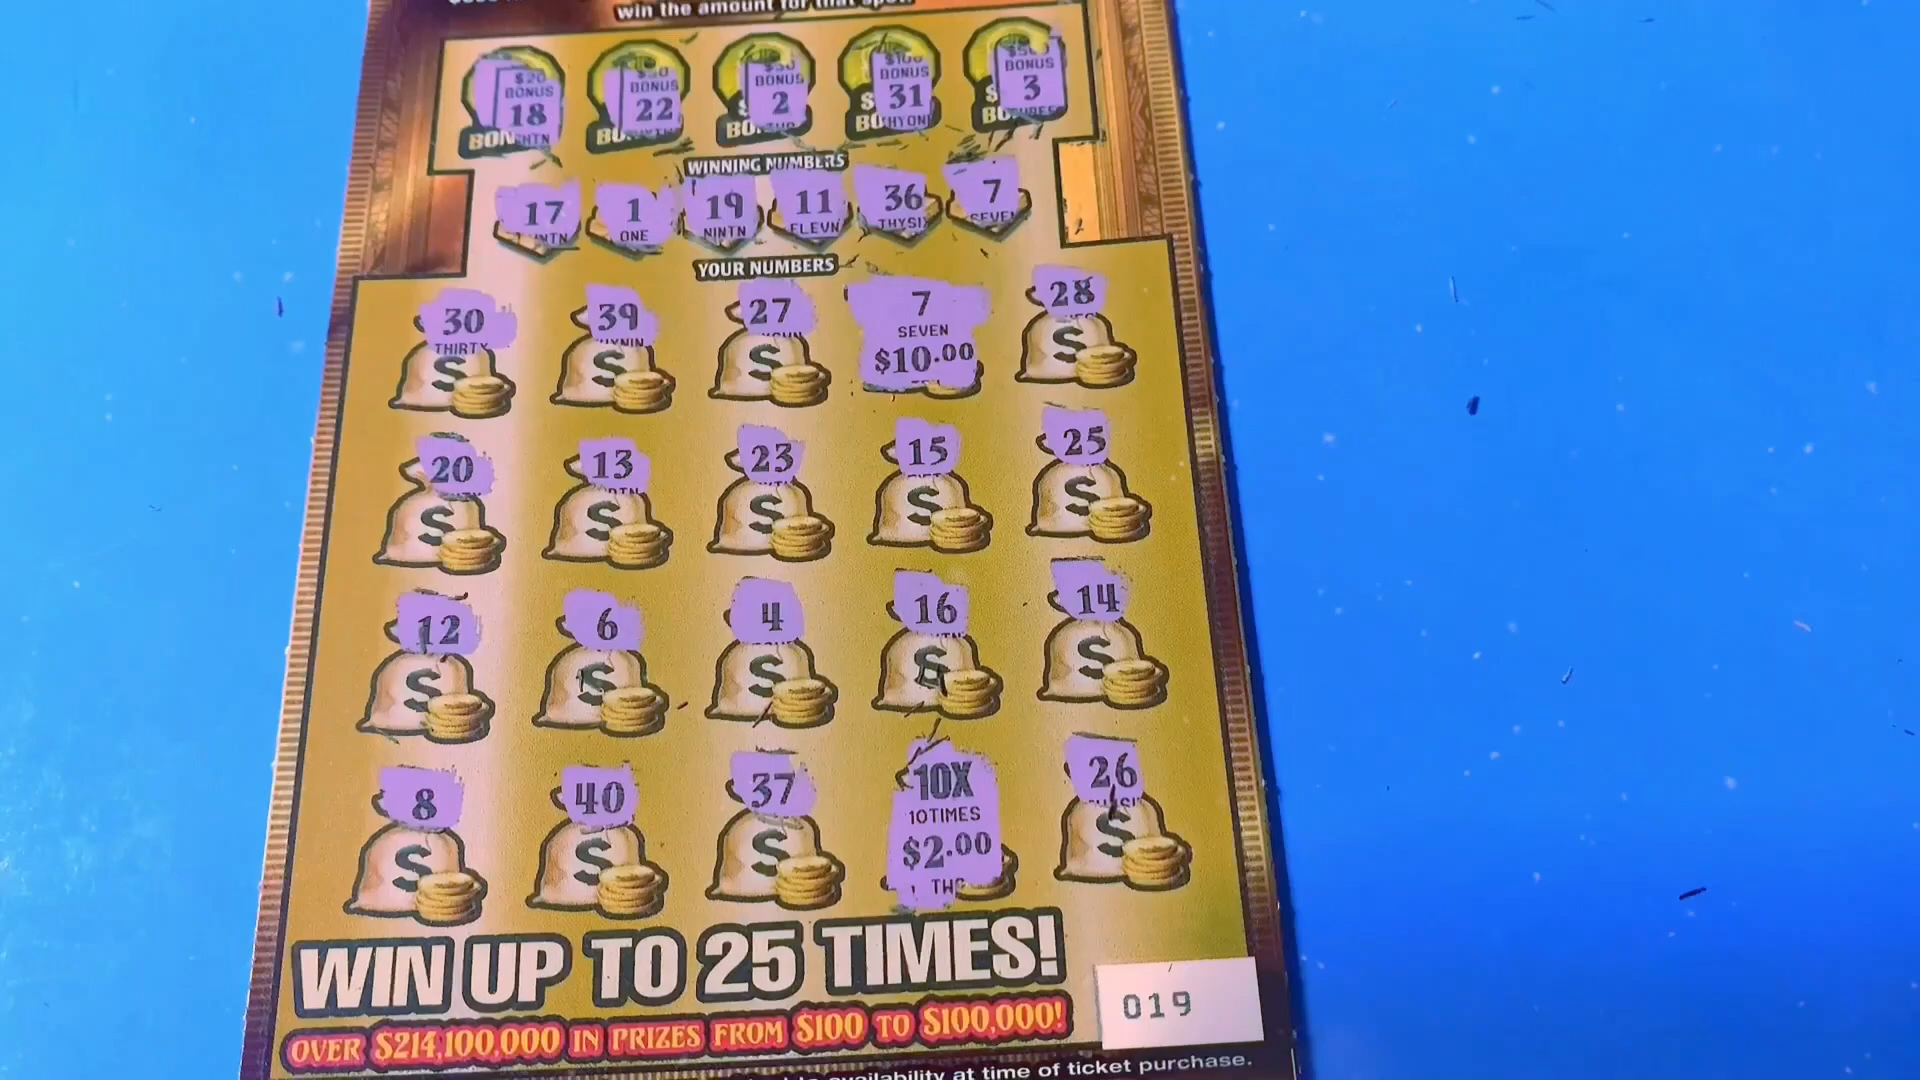 win the amount for that spot.
$20 $50 $100
BONUS BONUS BONUS BONUS BONUS
18 22 2 31 3
WINNING NUMBERS
17 1 19 11 36 7
ONE NINTN ELEVN THYSIX SEVEN
YOUR NUMBERS
30 39 27 7 28
THIRTY SEVEN
$10.00
20 13 23 15 25
12 6 4 16 14
8 40 37 10X 26
10TIMES
$2.00
WIN UP TO 25 TIMES!
OVER $214,100,000 IN PRIZES FROM $100 TO $100,000!
019
availability at time of ticket purchase.